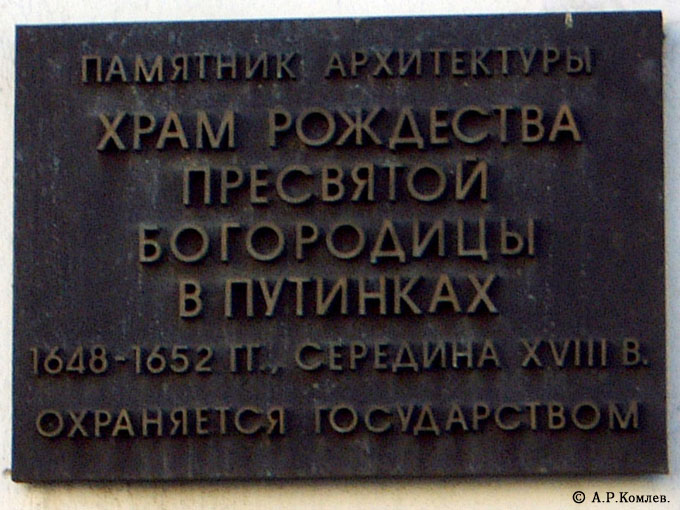 ПАМЯТНИК АРХИТЕКТУРЫ
ХРАМ РОЖДЕСТВА
ПРЕСВЯТОЙ
БОГОРОДИЦЫ
В ПУТИНКАХ
1648-1652 ГГ., СЕРЕДИНА XVIII В.
ОХРАНЯЕТСЯ ГОСУДАРСТВОМ
© А.Р.Комлев.